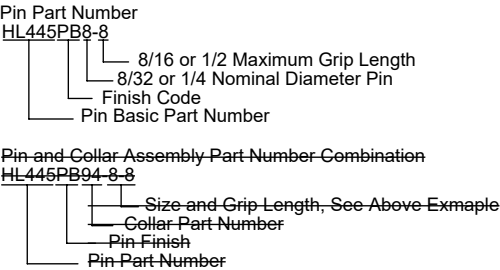 Pin Part Number
HL445PB8-8
8/16 or 1/2 Maximum Grip Length
8/32 or 1/4 Nominal Diameter Pin
Finish Code
Pin Basic Part Number
Pin and Collar Assembly Part Number Combination
HL445PB94-8-8
Size and Grip Length, See Above Exmaple
Collar Part Number
Pin Finish
Pin Part Number